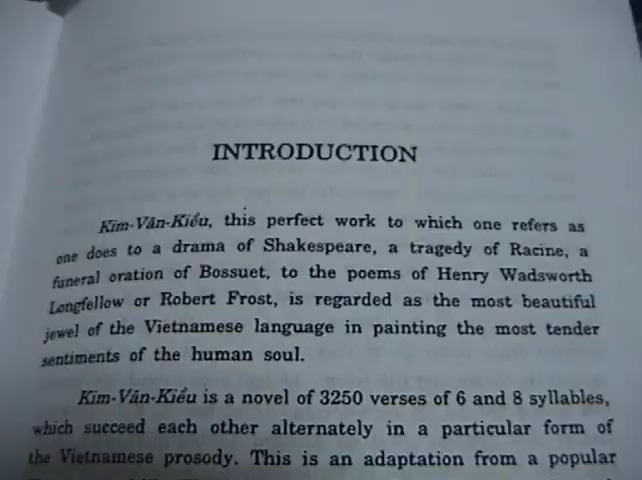 INTRODUCTION
Kim-Vân-Kiều, this perfect work to which one refers as
one does to a drama of Shakespeare, a tragedy of Racine, a
funeral oration of Bossuet, to the poems of Henry Wadsworth
Longfellow or Robert Frost, is regarded as the most beautiful
jewel of the Vietnamese language in painting the most tender
sentiments of the human soul.
Kim-Vân-Kiều is a novel of 3250 verses of 6 and 8 syllables,
which succeed each other alternately in a particular form of
the Vietnamese prosody. This is an adaptation from a popular